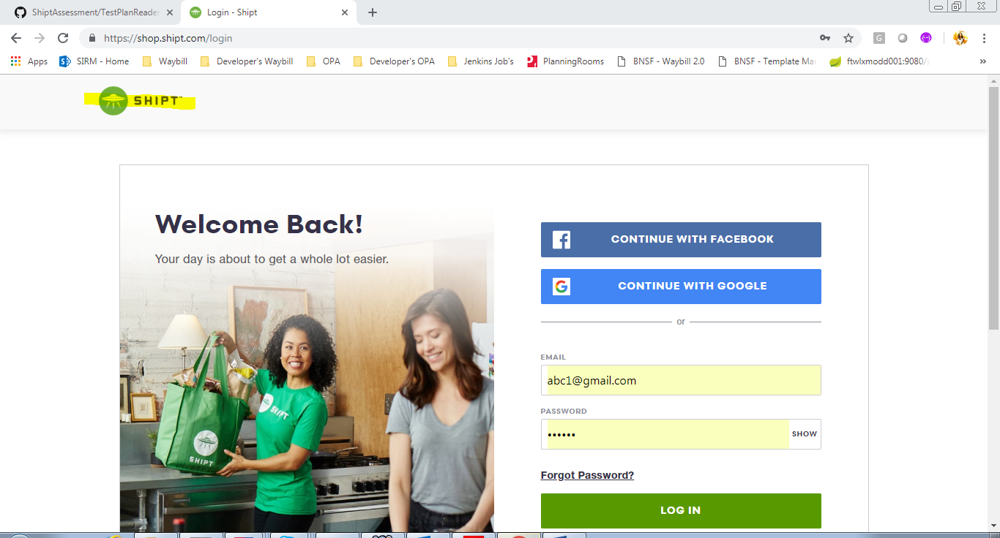 ShiptAssessment/TestPlanReader
Login - Shipt
https://shop.shipt.com/login
Apps
SIRM - Home
Waybill
Developer's Waybill
OPA
Developer's OPA
Jenkins Job's
PlanningRooms
BNSF - Waybill 2.0
BNSF - Template Ma
ftwlxmodd001:9080/
SHIPT
Welcome Back!
Your day is about to get a whole lot easier.
SHIPT
SHIPT
CONTINUE WITH FACEBOOK
CONTINUE WITH GOOGLE
or
EMAIL
abc1@gmail.com
PASSWORD
••••••
SHOW
Forgot Password?
LOG IN